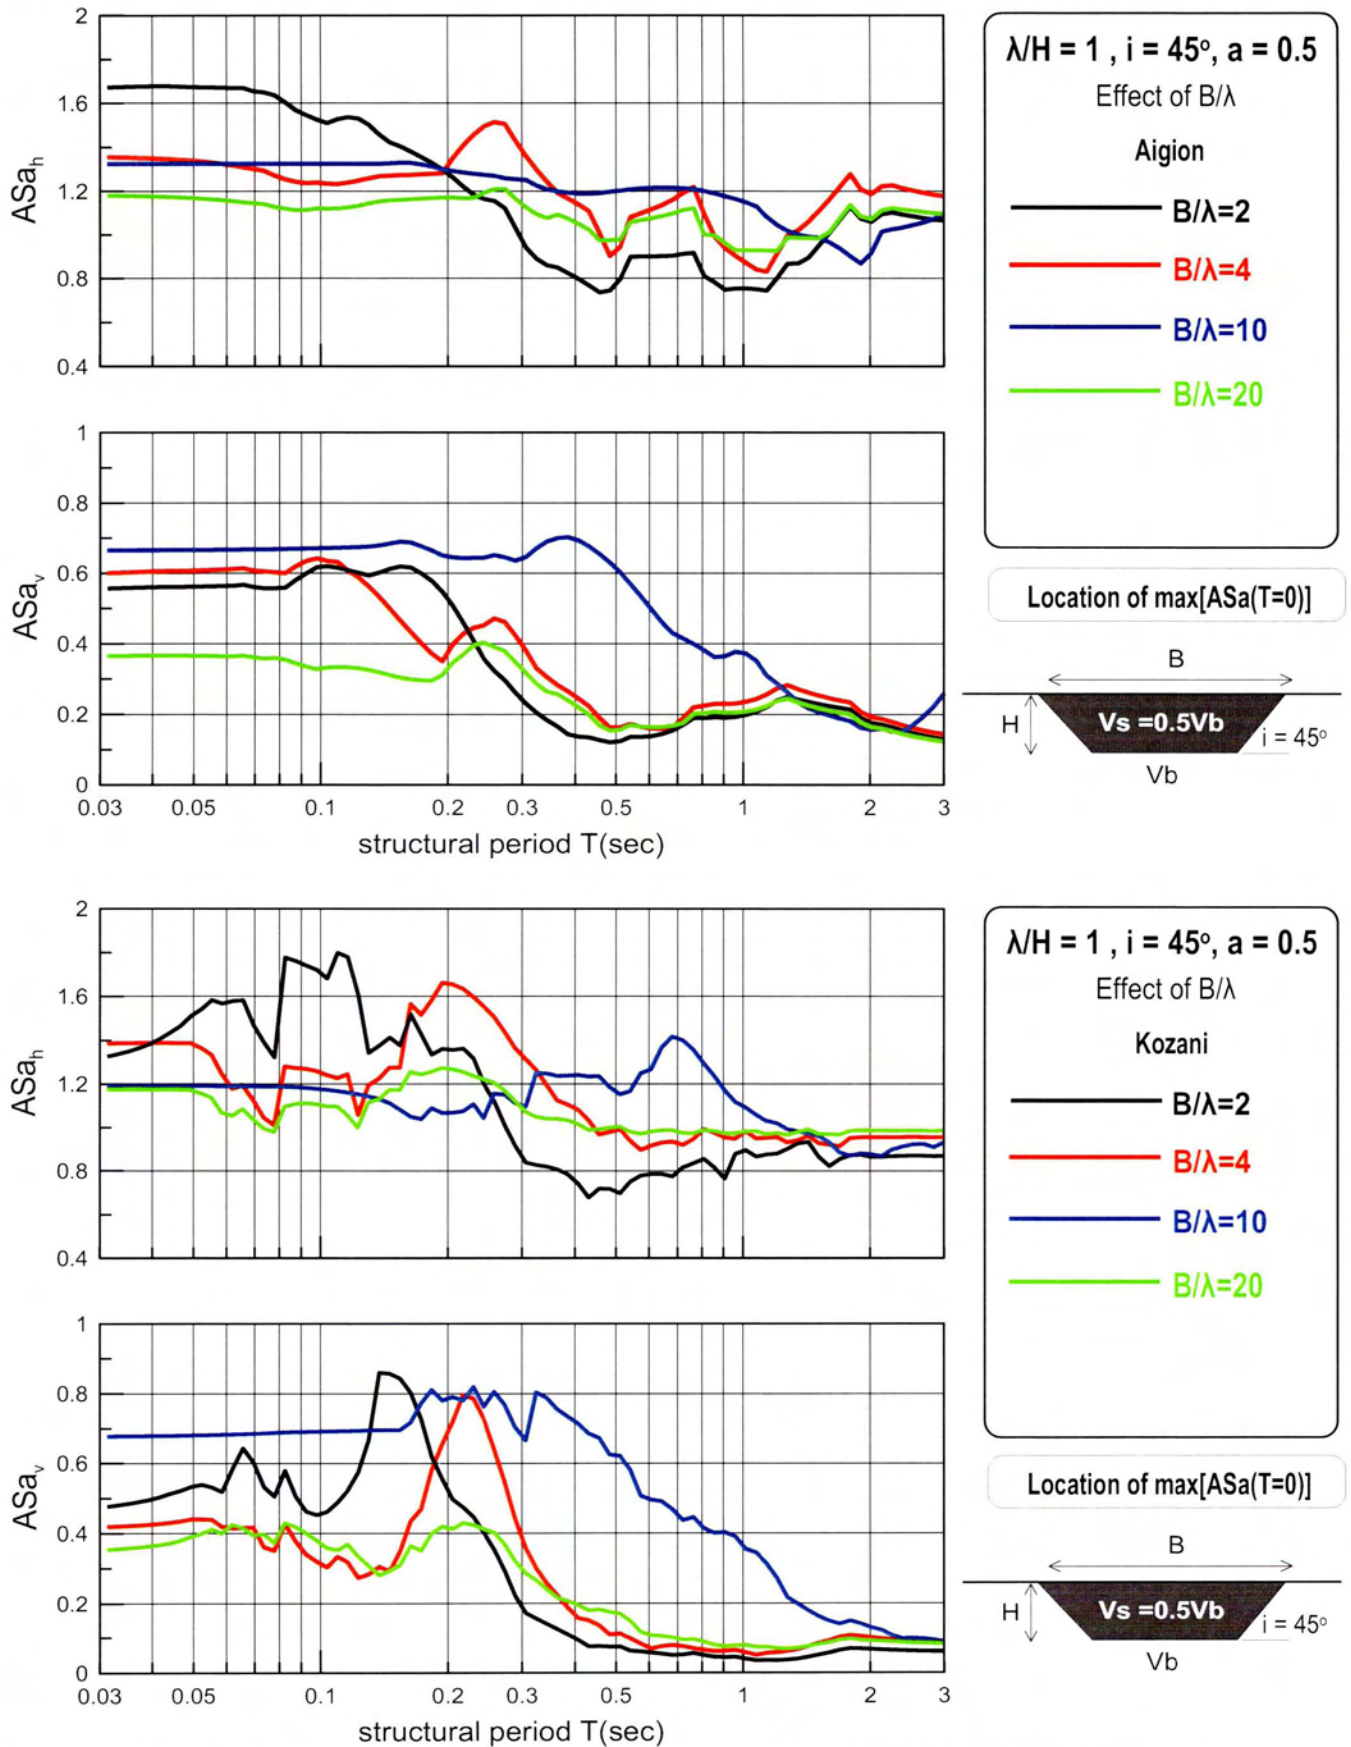 2
1.6
1.2
0.8
0.4
ASa_h
1
0.8
0.6
0.4
0.2
0
ASa_v
0.03 0.05 0.1 0.2 0.3 0.5 1 2 3
structural period T(sec)
λ/H = 1 , i = 45º, a = 0.5
Effect of B/λ
Aigion
B/λ=2
B/λ=4
B/λ=10
B/λ=20
Location of max[ASa(T=0)]
B
H
Vs =0.5Vb
i = 45º
Vb
2
1.6
1.2
0.8
0.4
ASa_h
1
0.8
0.6
0.4
0.2
0
ASa_v
0.03 0.05 0.1 0.2 0.3 0.5 1 2 3
structural period T(sec)
λ/H = 1 , i = 45º, a = 0.5
Effect of B/λ
Kozani
B/λ=2
B/λ=4
B/λ=10
B/λ=20
Location of max[ASa(T=0)]
B
H
Vs =0.5Vb
i = 45º
Vb